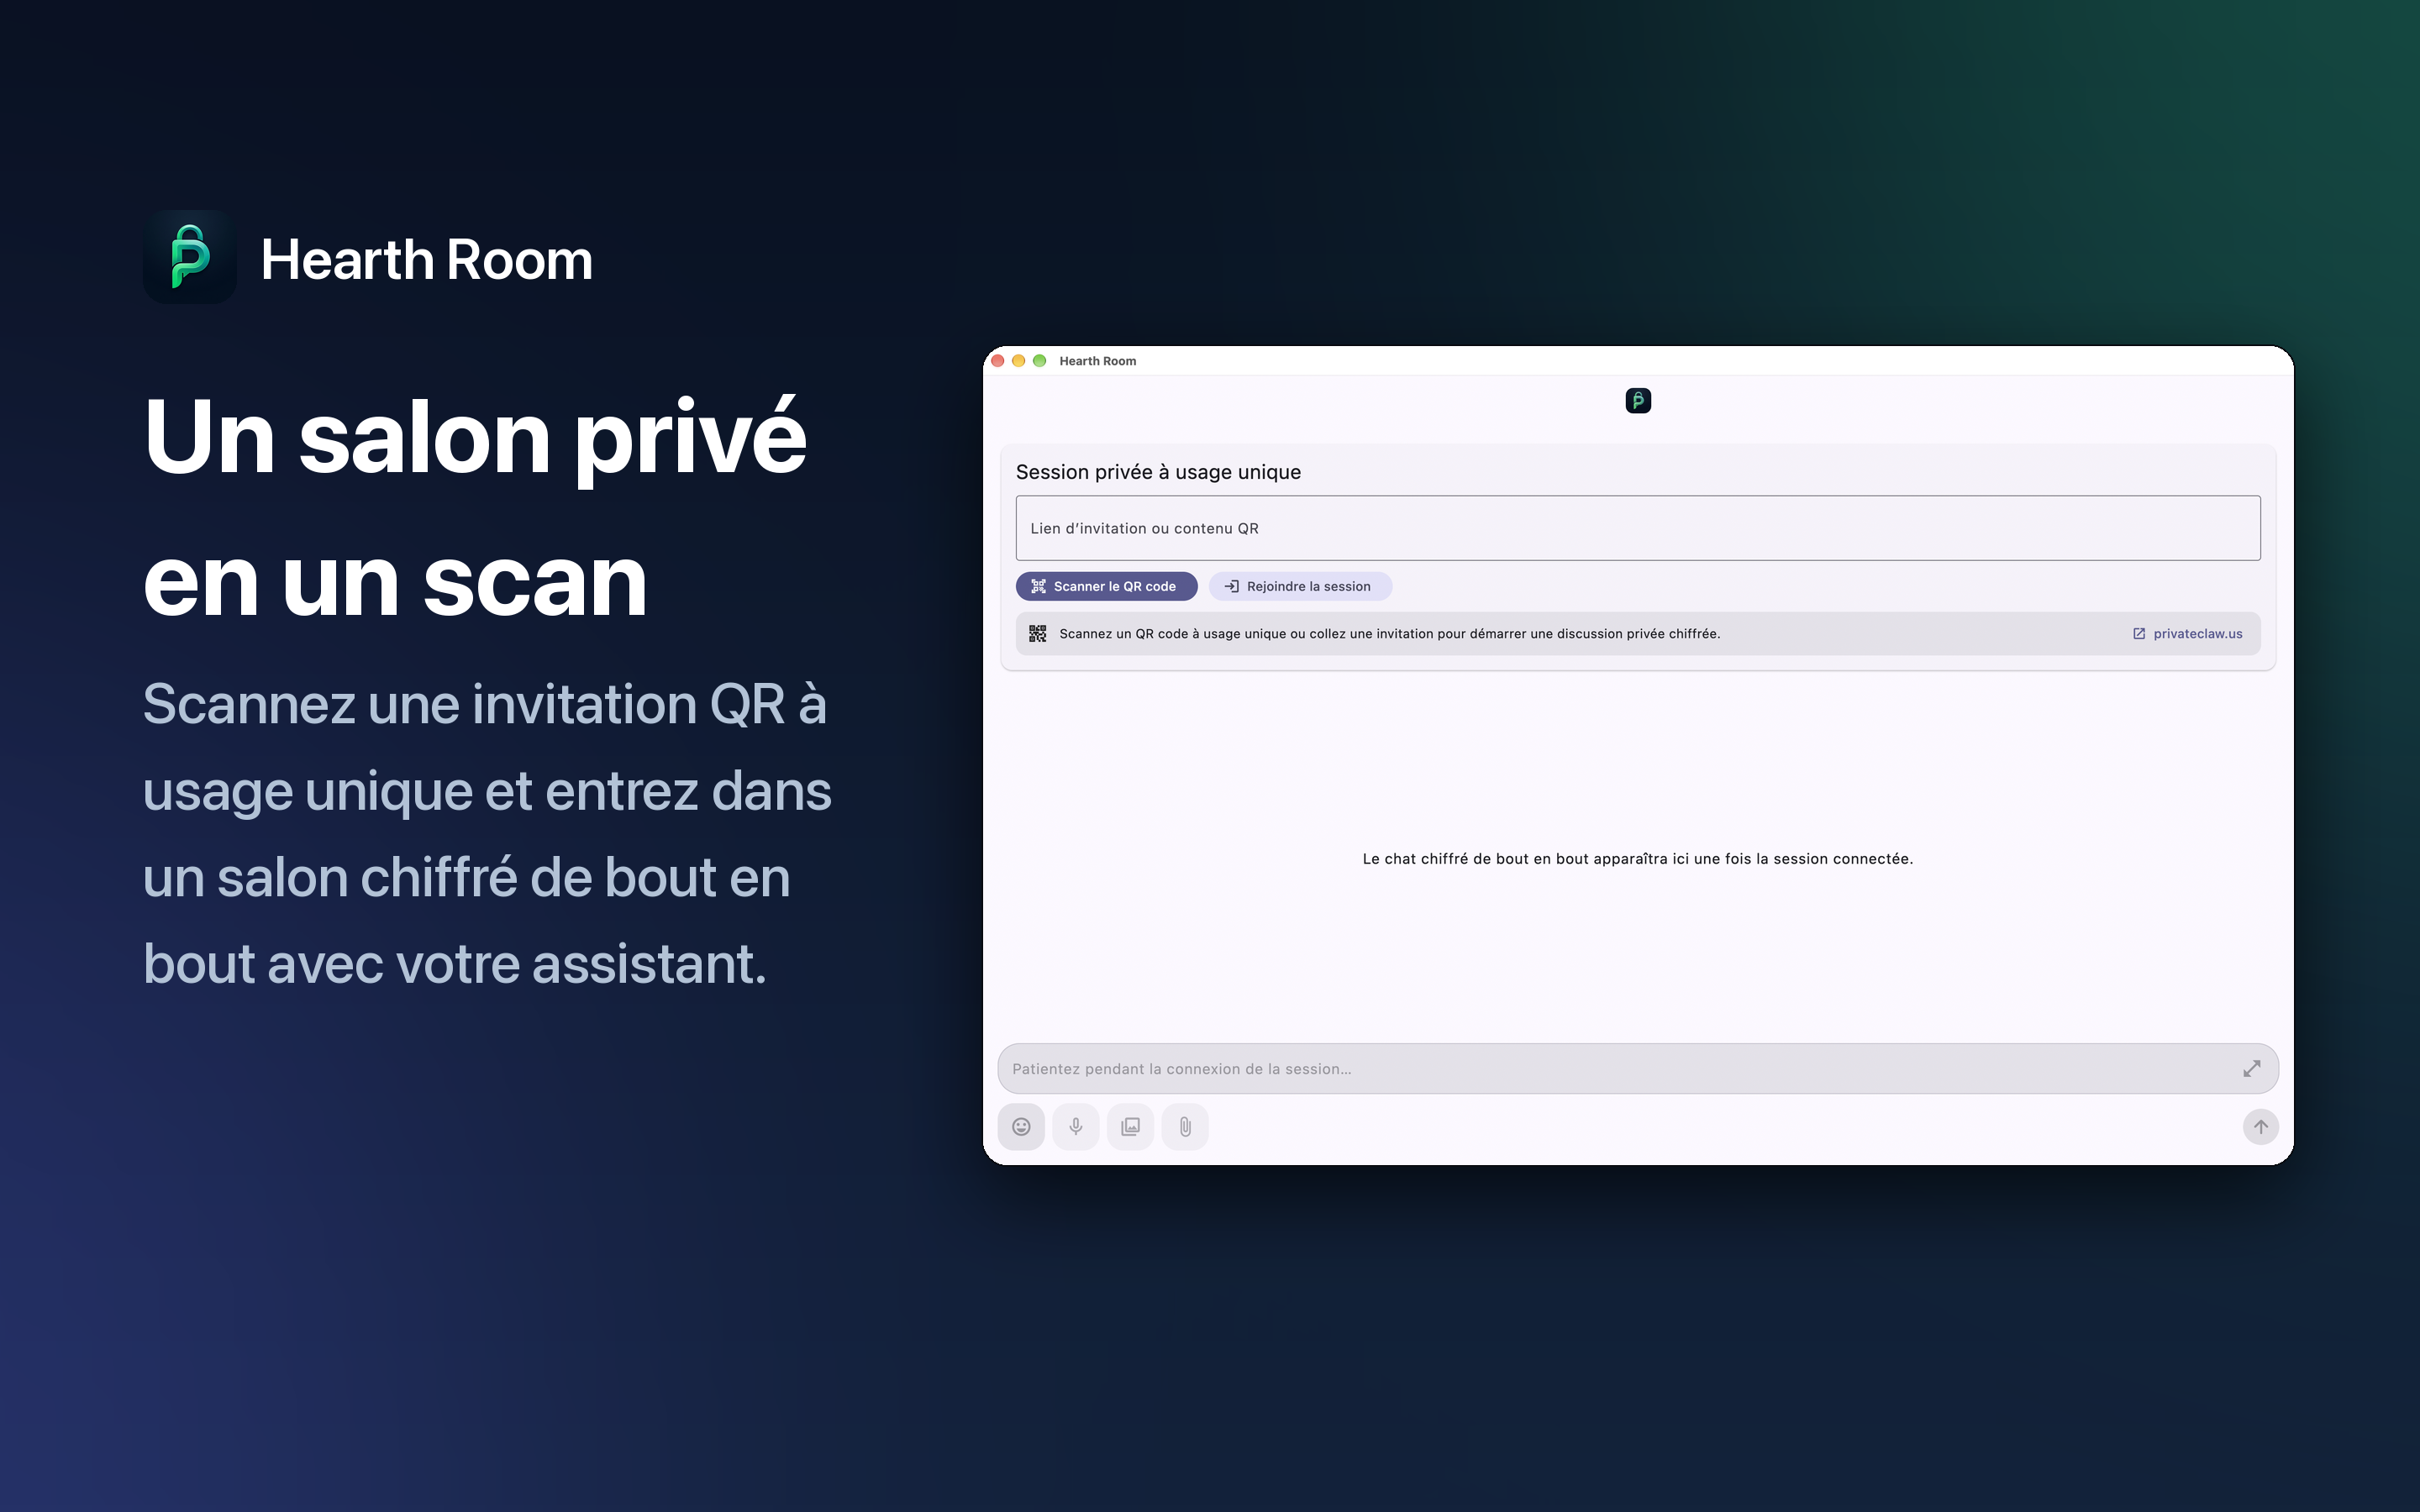 Hearth Room
Un salon privé
en un scan
Scannez une invitation QR à
usage unique et entrez dans
un salon chiffré de bout en
bout avec votre assistant.
Hearth Room
Session privée à usage unique
Lien d’invitation ou contenu QR
Scanner le QR code
Rejoindre la session
Scannez un QR code à usage unique ou collez une invitation pour démarrer une discussion privée chiffrée.
privateclaw.us
Le chat chiffré de bout en bout apparaîtra ici une fois la session connectée.
Patientez pendant la connexion de la session…